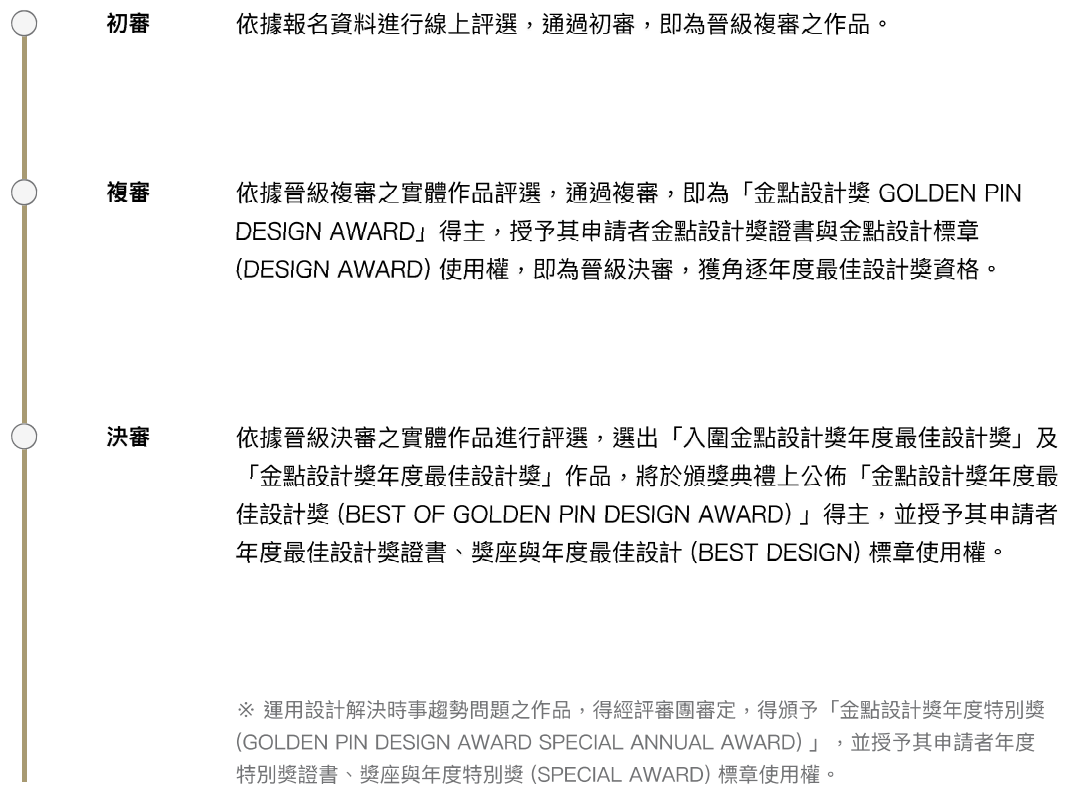 初審
依據報名資料進行線上評選，通過初審，即為晉級複審之作品。
複審
依據晉級複審之實體作品評選，通過複審，即為「金點設計獎 GOLDEN PIN
DESIGN AWARD」得主，授予其申請者金點設計獎證書與金點設計標章
(DESIGN AWARD) 使用權，即為晉級決審，獲角逐年度最佳設計獎資格。
決審
依據晉級決審之實體作品進行評選，選出「入圍金點設計獎年度最佳設計獎」及
「金點設計獎年度最佳設計獎」作品，將於頒獎典禮上公佈「金點設計獎年度最
佳設計獎 (BEST OF GOLDEN PIN DESIGN AWARD) 」得主，並授予其申請者
年度最佳設計獎證書、獎座與年度最佳設計 (BEST DESIGN) 標章使用權。
※ 運用設計解決時事趨勢問題之作品，得經評審團審定，得頒予「金點設計獎年度特別獎
(GOLDEN PIN DESIGN AWARD SPECIAL ANNUAL AWARD) 」，並授予其申請者年度
特別獎證書、獎座與年度特別獎 (SPECIAL AWARD) 標章使用權。